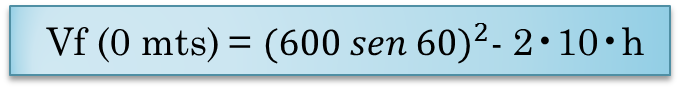 Vf (0 mts) = (600 sen 60)²- 2·10·h